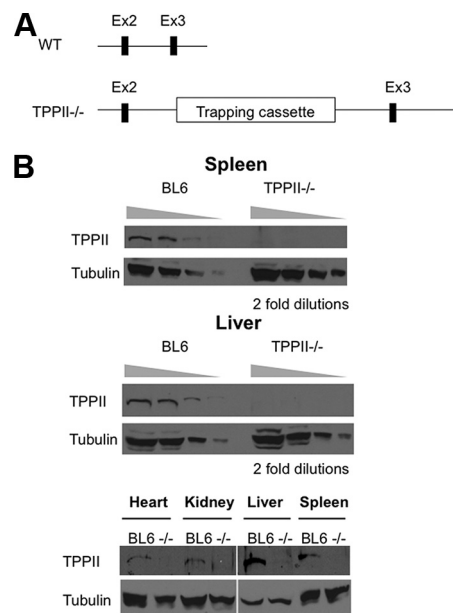 A
Ex2 Ex3
WT
Ex2 Ex3
TPPII-/- Trapping cassette
B
Spleen
BL6 TPPII-/-
TPPII
Tubulin
2 fold dilutions
Liver
BL6 TPPII-/-
TPPII
Tubulin
2 fold dilutions
Heart Kidney Liver Spleen
BL6 -/- BL6 -/- BL6 -/- BL6 -/-
TPPII
Tubulin